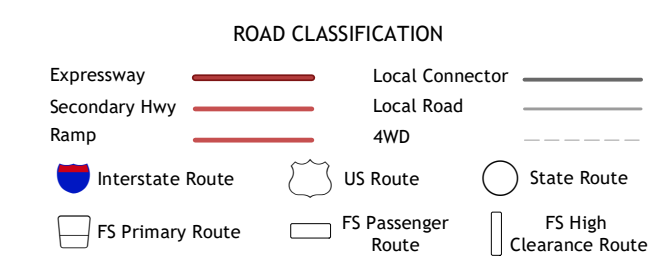 ROAD CLASSIFICATION
Expressway
Local Connector
Secondary Hwy
Local Road
Ramp
4WD
Interstate Route
US Route
State Route
FS Primary Route
FS Passenger
Route
FS High
Clearance Route